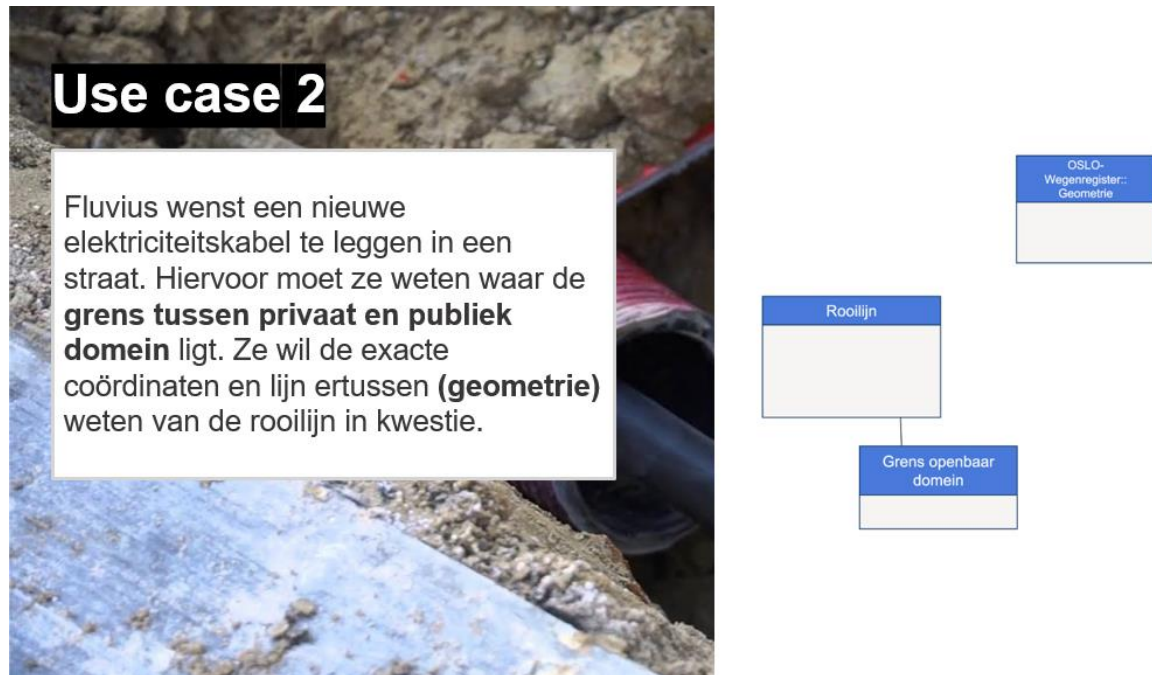 Use case 2
Fluvius wenst een nieuwe
elektriciteitskabel te leggen in een
straat. Hiervoor moet ze weten waar de
grens tussen privaat en publiek
domein ligt. Ze wil de exacte
coördinaten en lijn ertussen (geometrie)
weten van de rooilijn in kwestie.
OSLO-
Wegenregister::
Geometrie
Rooilijn
Grens openbaar
domein